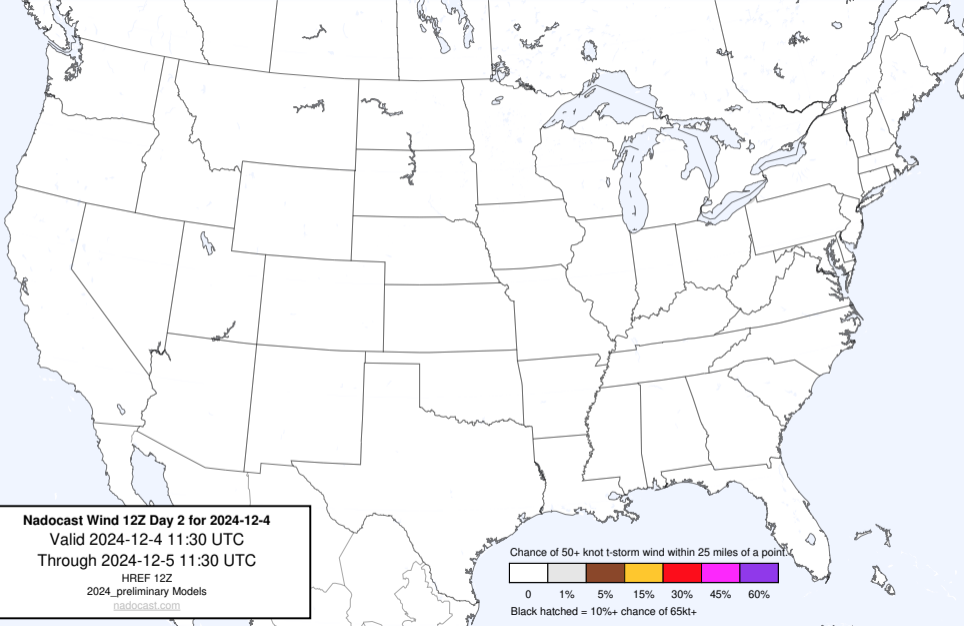 Nadocast Wind 12Z Day 2 for 2024-12-4
Valid 2024-12-4 11:30 UTC
Through 2024-12-5 11:30 UTC
HREF 12Z
2024_preliminary Models
nadocast.com
Chance of 50+ knot t-storm wind within 25 miles of a point.
0 1% 5% 15% 30% 45% 60%
Black hatched = 10%+ chance of 65kt+